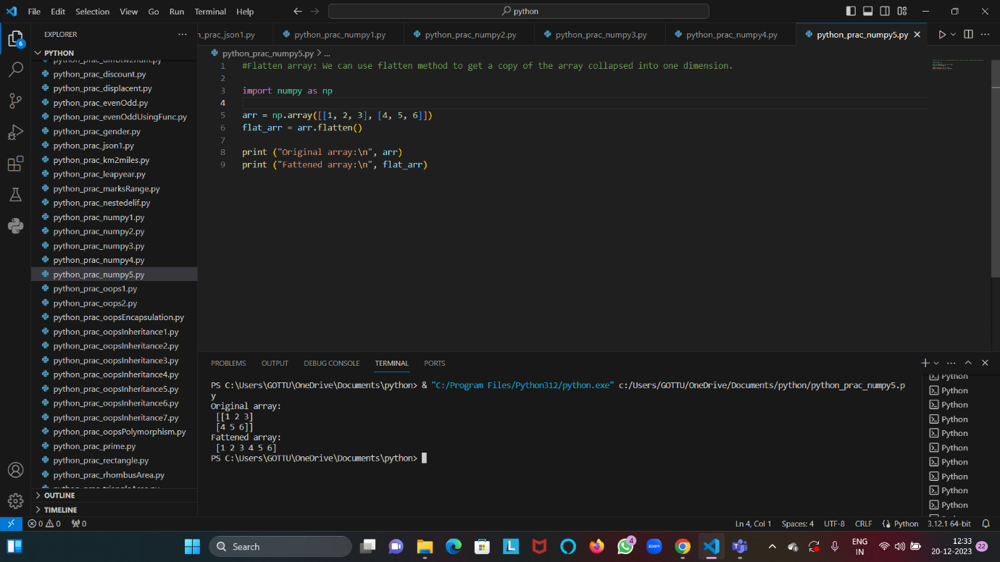 File Edit Selection View Go Run Terminal Help
python
EXPLORER
n_prac_json1.py python_prac_numpy1.py python_prac_numpy2.py python_prac_numpy3.py python_prac_numpy4.py python_prac_numpy5.py
PYTHON
python_prac_discount.py
python_prac_displacent.py
python_prac_evenOdd.py
python_prac_evenOddUsingFunc.py
python_prac_gender.py
python_prac_json1.py
python_prac_km2miles.py
python_prac_leapyear.py
python_prac_marksRange.py
python_prac_nestedelif.py
python_prac_numpy1.py
python_prac_numpy2.py
python_prac_numpy3.py
python_prac_numpy4.py
python_prac_numpy5.py
python_prac_oops1.py
python_prac_oops2.py
python_prac_oopsEncapsulation.py
python_prac_oopsInheritance1.py
python_prac_oopsInheritance2.py
python_prac_oopsInheritance3.py
python_prac_oopsInheritance4.py
python_prac_oopsInheritance5.py
python_prac_oopsInheritance6.py
python_prac_oopsInheritance7.py
python_prac_oopsPolymorphism.py
python_prac_prime.py
python_prac_rectangle.py
python_prac_rhombusArea.py
OUTLINE
TIMELINE
python_prac_numpy5.py > ...
1 #Flatten array: We can use flatten method to get a copy of the array collapsed into one dimension.
2
3 import numpy as np
4
5 arr = np.array([[1, 2, 3], [4, 5, 6]])
6 flat_arr = arr.flatten()
7
8 print ("Original array:\n", arr)
9 print ("Fattened array:\n", flat_arr)
PROBLEMS OUTPUT DEBUG CONSOLE TERMINAL PORTS
PS C:\Users\GOTTU\OneDrive\Documents\python> & "C:/Program Files/Python312/python.exe" c:/Users/GOTTU/OneDrive/Documents/python/python_prac_numpy5.p
y
Original array:
[[1 2 3]
[4 5 6]]
Fattened array:
[1 2 3 4 5 6]
PS C:\Users\GOTTU\OneDrive\Documents\python>
Python
Python
Python
Python
Python
Python
Python
Python
Python
Python
6
0 0 0 Ln 4, Col 1 Spaces: 4 UTF-8 CRLF Python 3.12.1 64-bit
Search
L
4
zoom
ENG
IN
12:33
20-12-2023
22